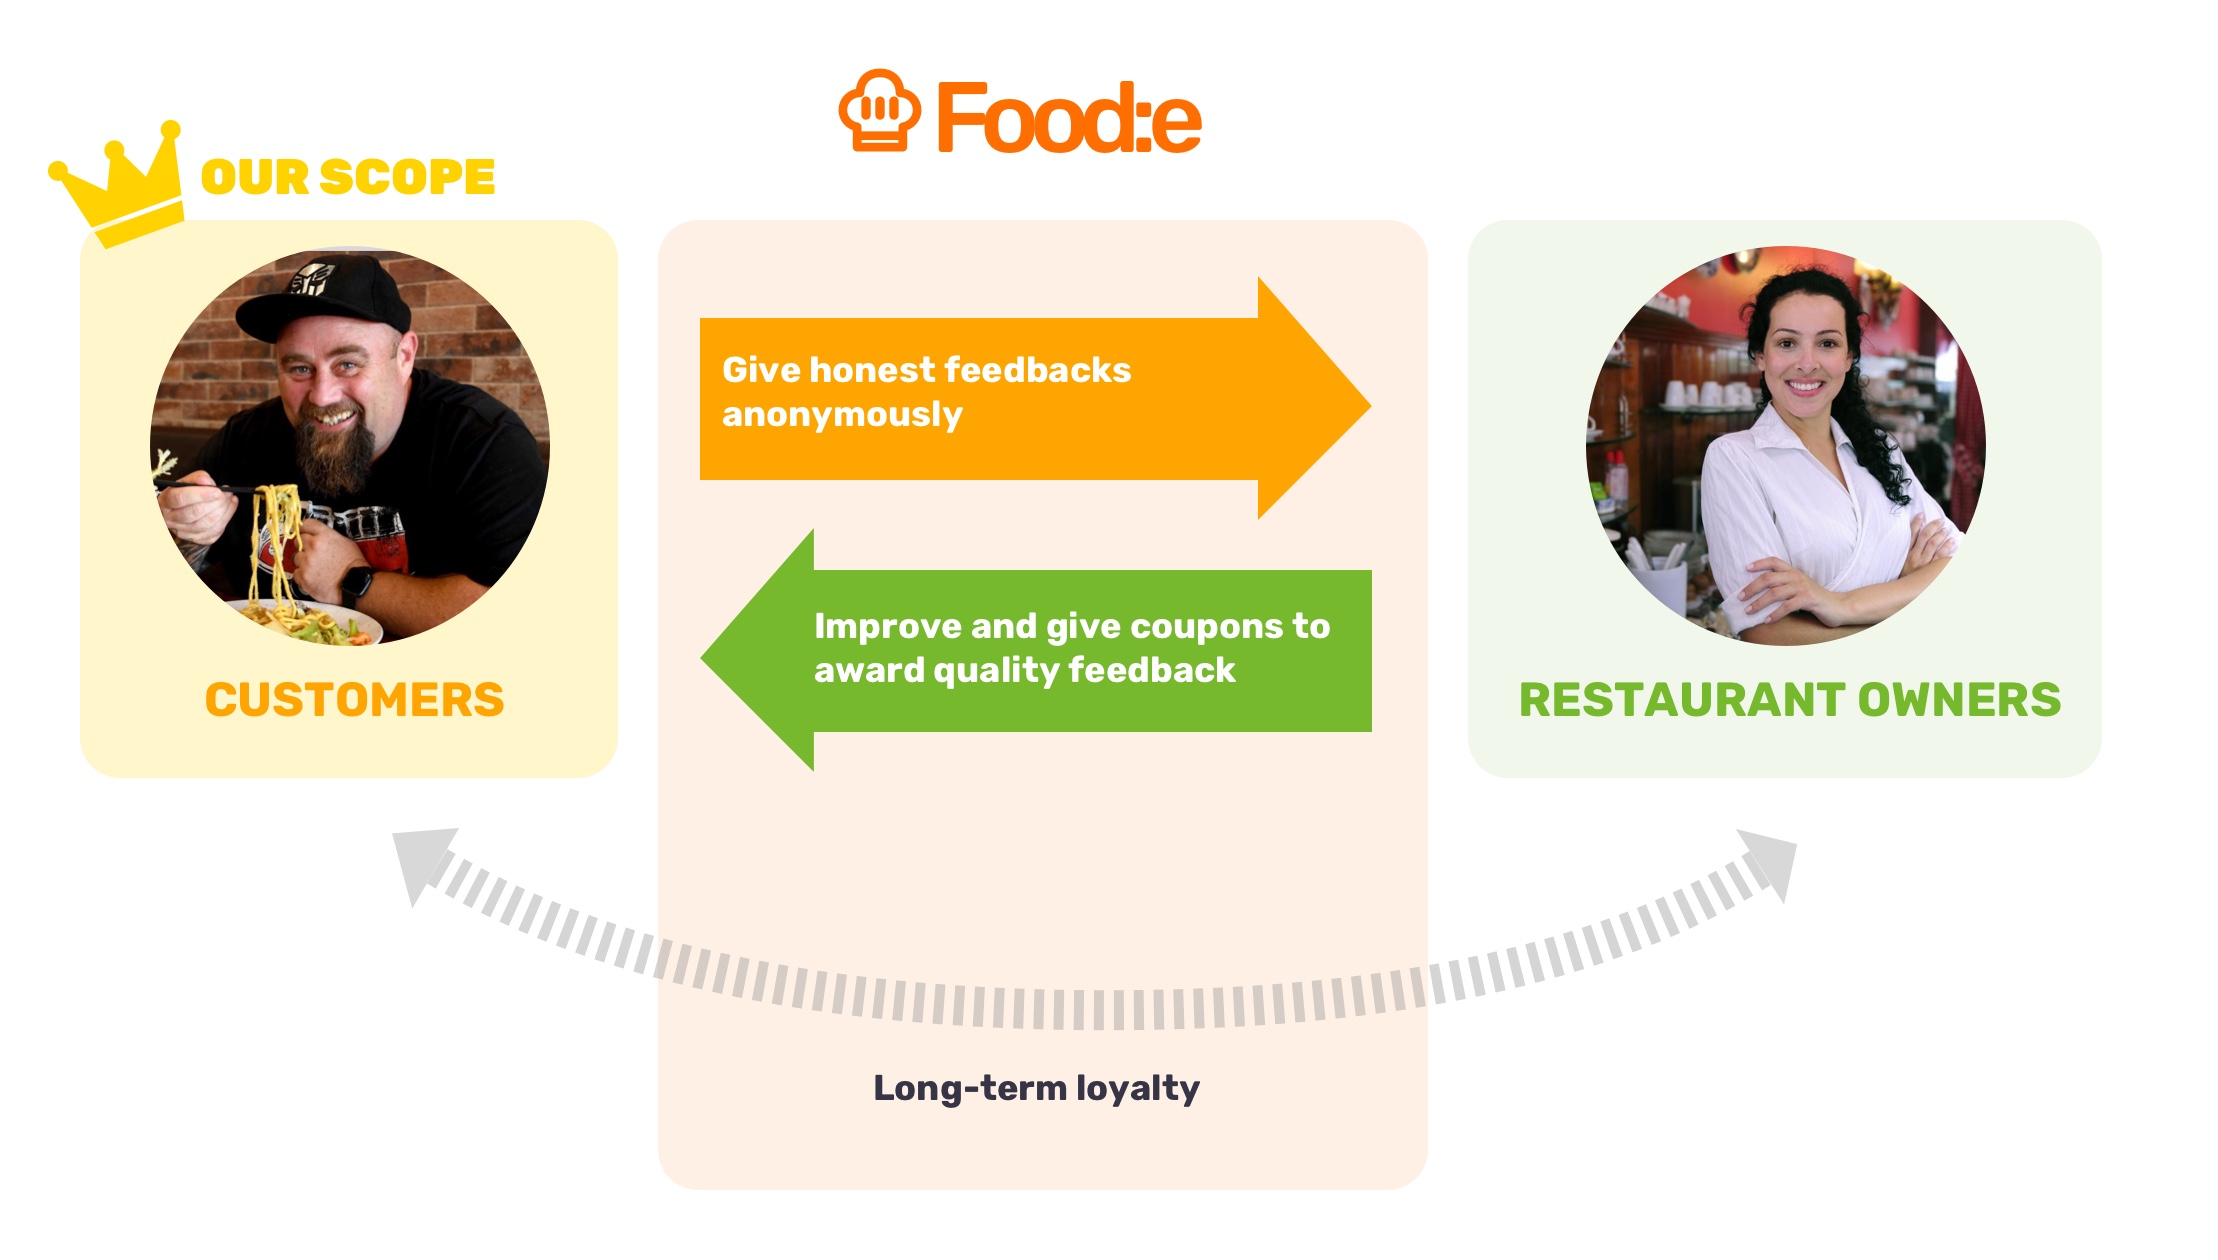 Food:e
OUR SCOPE
Give honest feedbacks
anonymously
Improve and give coupons to
award quality feedback
CUSTOMERS
RESTAURANT OWNERS
Long-term loyalty